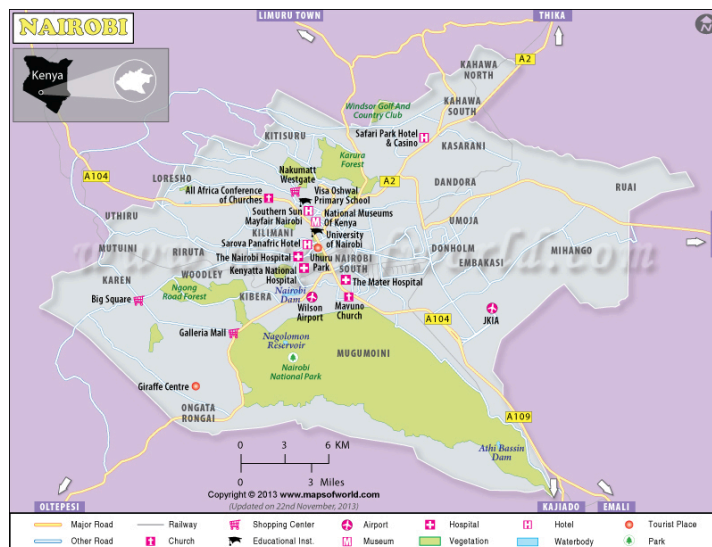 NAIROBI
LIMURU TOWN
THIKA
N
Kenya
A2
KAHAWA
NORTH
Windsor Golf And
Country Club
KAHAWA
SOUTH
KITISURU
Safari Park Hotel
& Casino
H
KASARANI
Karura
Forest
A104
LORESHO
Nakumatt
Westgate
A2
DANDORA
RUAI
All Africa Conference
of Churches
Visa Oshwal
Primary School
UTHIRU
Southern Sun
Mayfair Nairobi
H
M
National Museums
Of Kenya
UMOJA
KILIMANI
MUTUINI
RIRUTA
Sarova Panafric Hotel
H
University
of Nairobi
DONHOLM
MIHANGO
The Nairobi Hospital
Uhuru
Park
NAIROBI
SOUTH
EMBAKASI
www.mapsofworld.com
KAREN
WOODLEY
Kenyatta National
Hospital
The Mater Hospital
Ngong
Road Forest
Nairobi
Dam
Big Square
KIBERA
Wilson
Airport
Mavuno
Church
JKIA
A104
Galleria Mall
Nagolomon
Reservoir
MUGUMOINI
Nairobi
National Park
Giraffe Centre
ONGATA
RONGAI
A109
Athi Bassin
Dam
0 3 6 KM
0 3 Miles
Copyright © 2013 www.mapsofworld.com
(Updated on 22nd November, 2013)
OLTEPESI
KAJIADO
EMALI
Major Road
Railway
Shopping Center
Airport
Hospital
H Hotel
Tourist Place
Other Road
Church
Educational Inst.
M Museum
Vegetation
Waterbody
Park